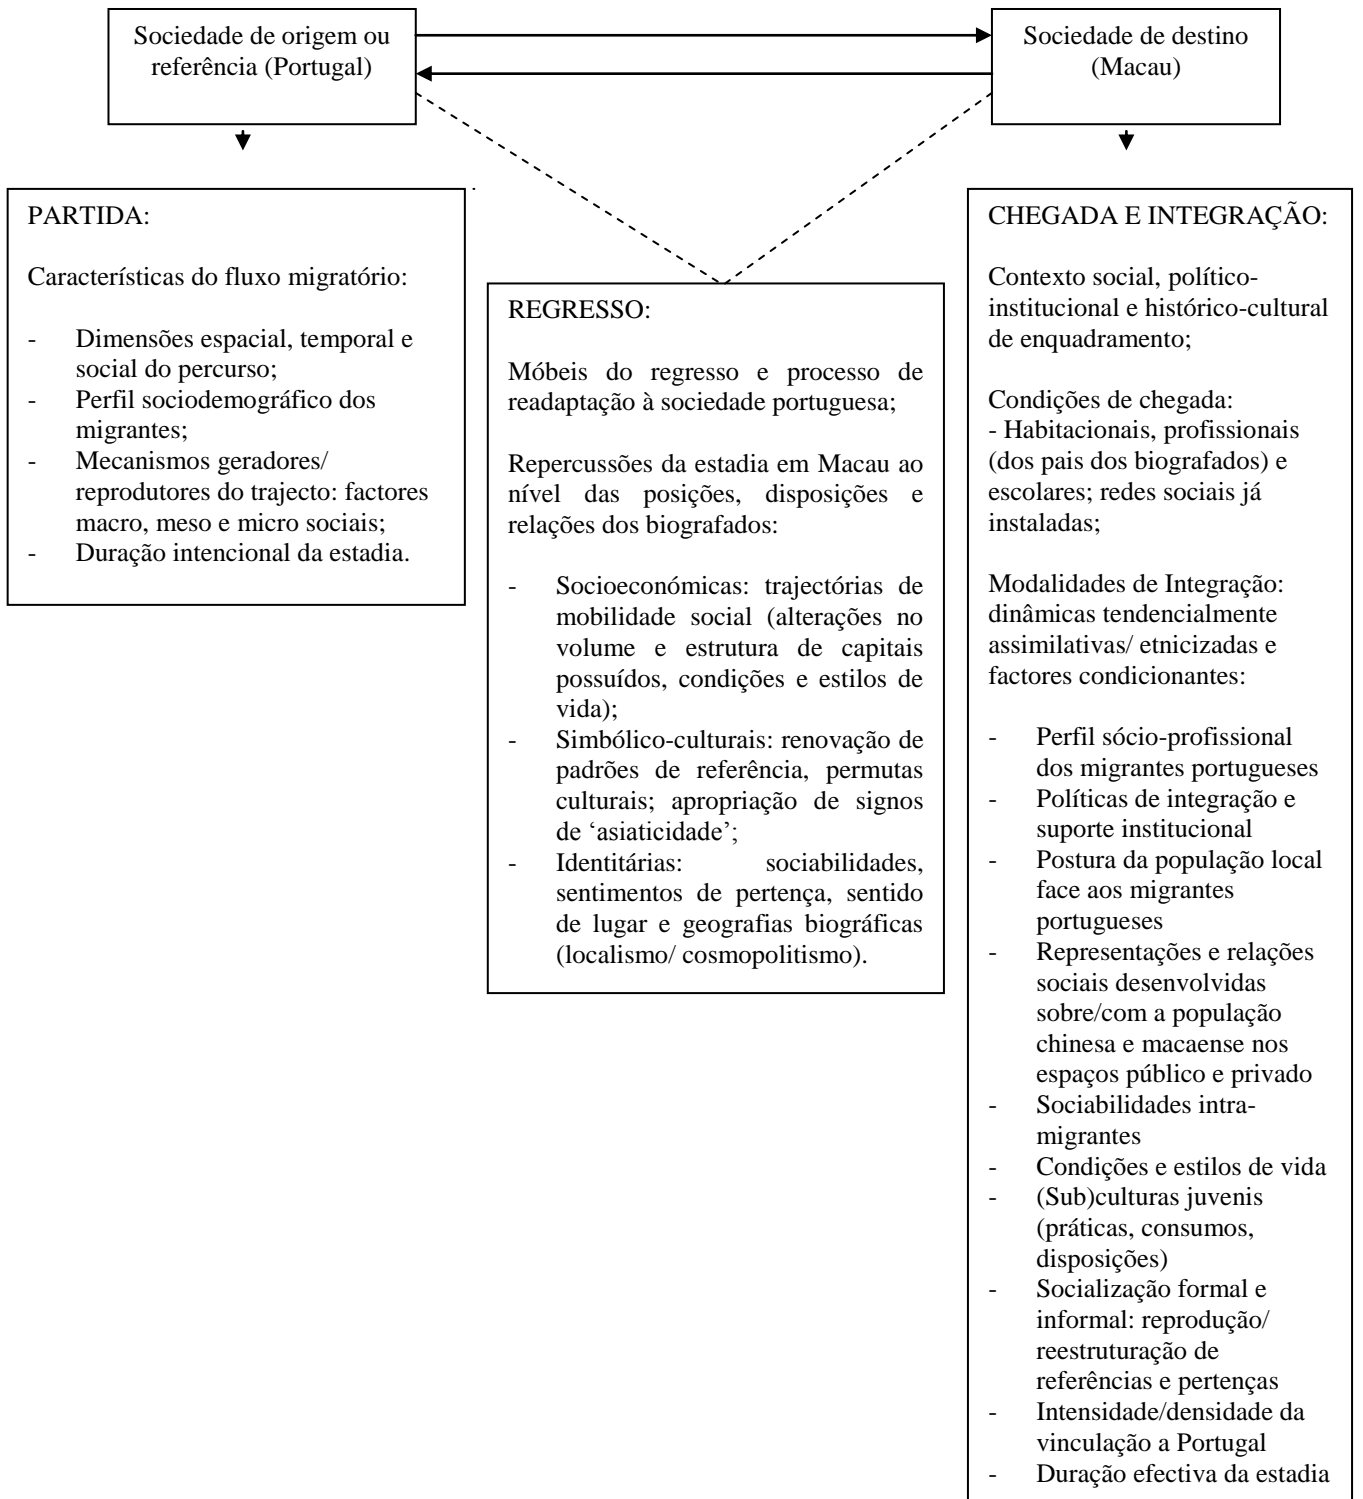 Sociedade de origem ou
referência (Portugal)
Sociedade de destino
(Macau)
PARTIDA:
Características do fluxo migratório:
- Dimensões espacial, temporal e
social do percurso;
- Perfil sociodemográfico dos
migrantes;
- Mecanismos geradores/
reprodutores do trajecto: factores
macro, meso e micro sociais;
- Duração intencional da estadia.
REGRESSO:
Móbeis do regresso e processo de
readaptação à sociedade portuguesa;
Repercussões da estadia em Macau ao
nível das posições, disposições e
relações dos biografados:
- Socioeconómicas: trajectórias de
mobilidade social (alterações no
volume e estrutura de capitais
possuídos, condições e estilos de
vida);
- Simbólico-culturais: renovação de
padrões de referência, permutas
culturais; apropriação de signos
de ‘asiaticidade’;
- Identitárias: sociabilidades,
sentimentos de pertença, sentido
de lugar e geografias biográficas
(localismo/ cosmopolitismo).
CHEGADA E INTEGRAÇÃO:
Contexto social, político-
institucional e histórico-cultural
de enquadramento;
Condições de chegada:
- Habitacionais, profissionais
(dos pais dos biografados) e
escolares; redes sociais já
instaladas;
Modalidades de Integração:
dinâmicas tendencialmente
assimilativas/ etnicizadas e
factores condicionantes:
- Perfil sócio-profissional
dos migrantes portugueses
- Políticas de integração e
suporte institucional
- Postura da população local
face aos migrantes
portugueses
- Representações e relações
sociais desenvolvidas
sobre/com a população
chinesa e macaense nos
espaços público e privado
- Sociabilidades intra-
migrantes
- Condições e estilos de vida
- (Sub)culturas juvenis
(práticas, consumos,
disposições)
- Socialização formal e
informal: reprodução/
reestruturação de
referências e pertenças
- Intensidade/densidade da
vinculação a Portugal
- Duração efectiva da estadia